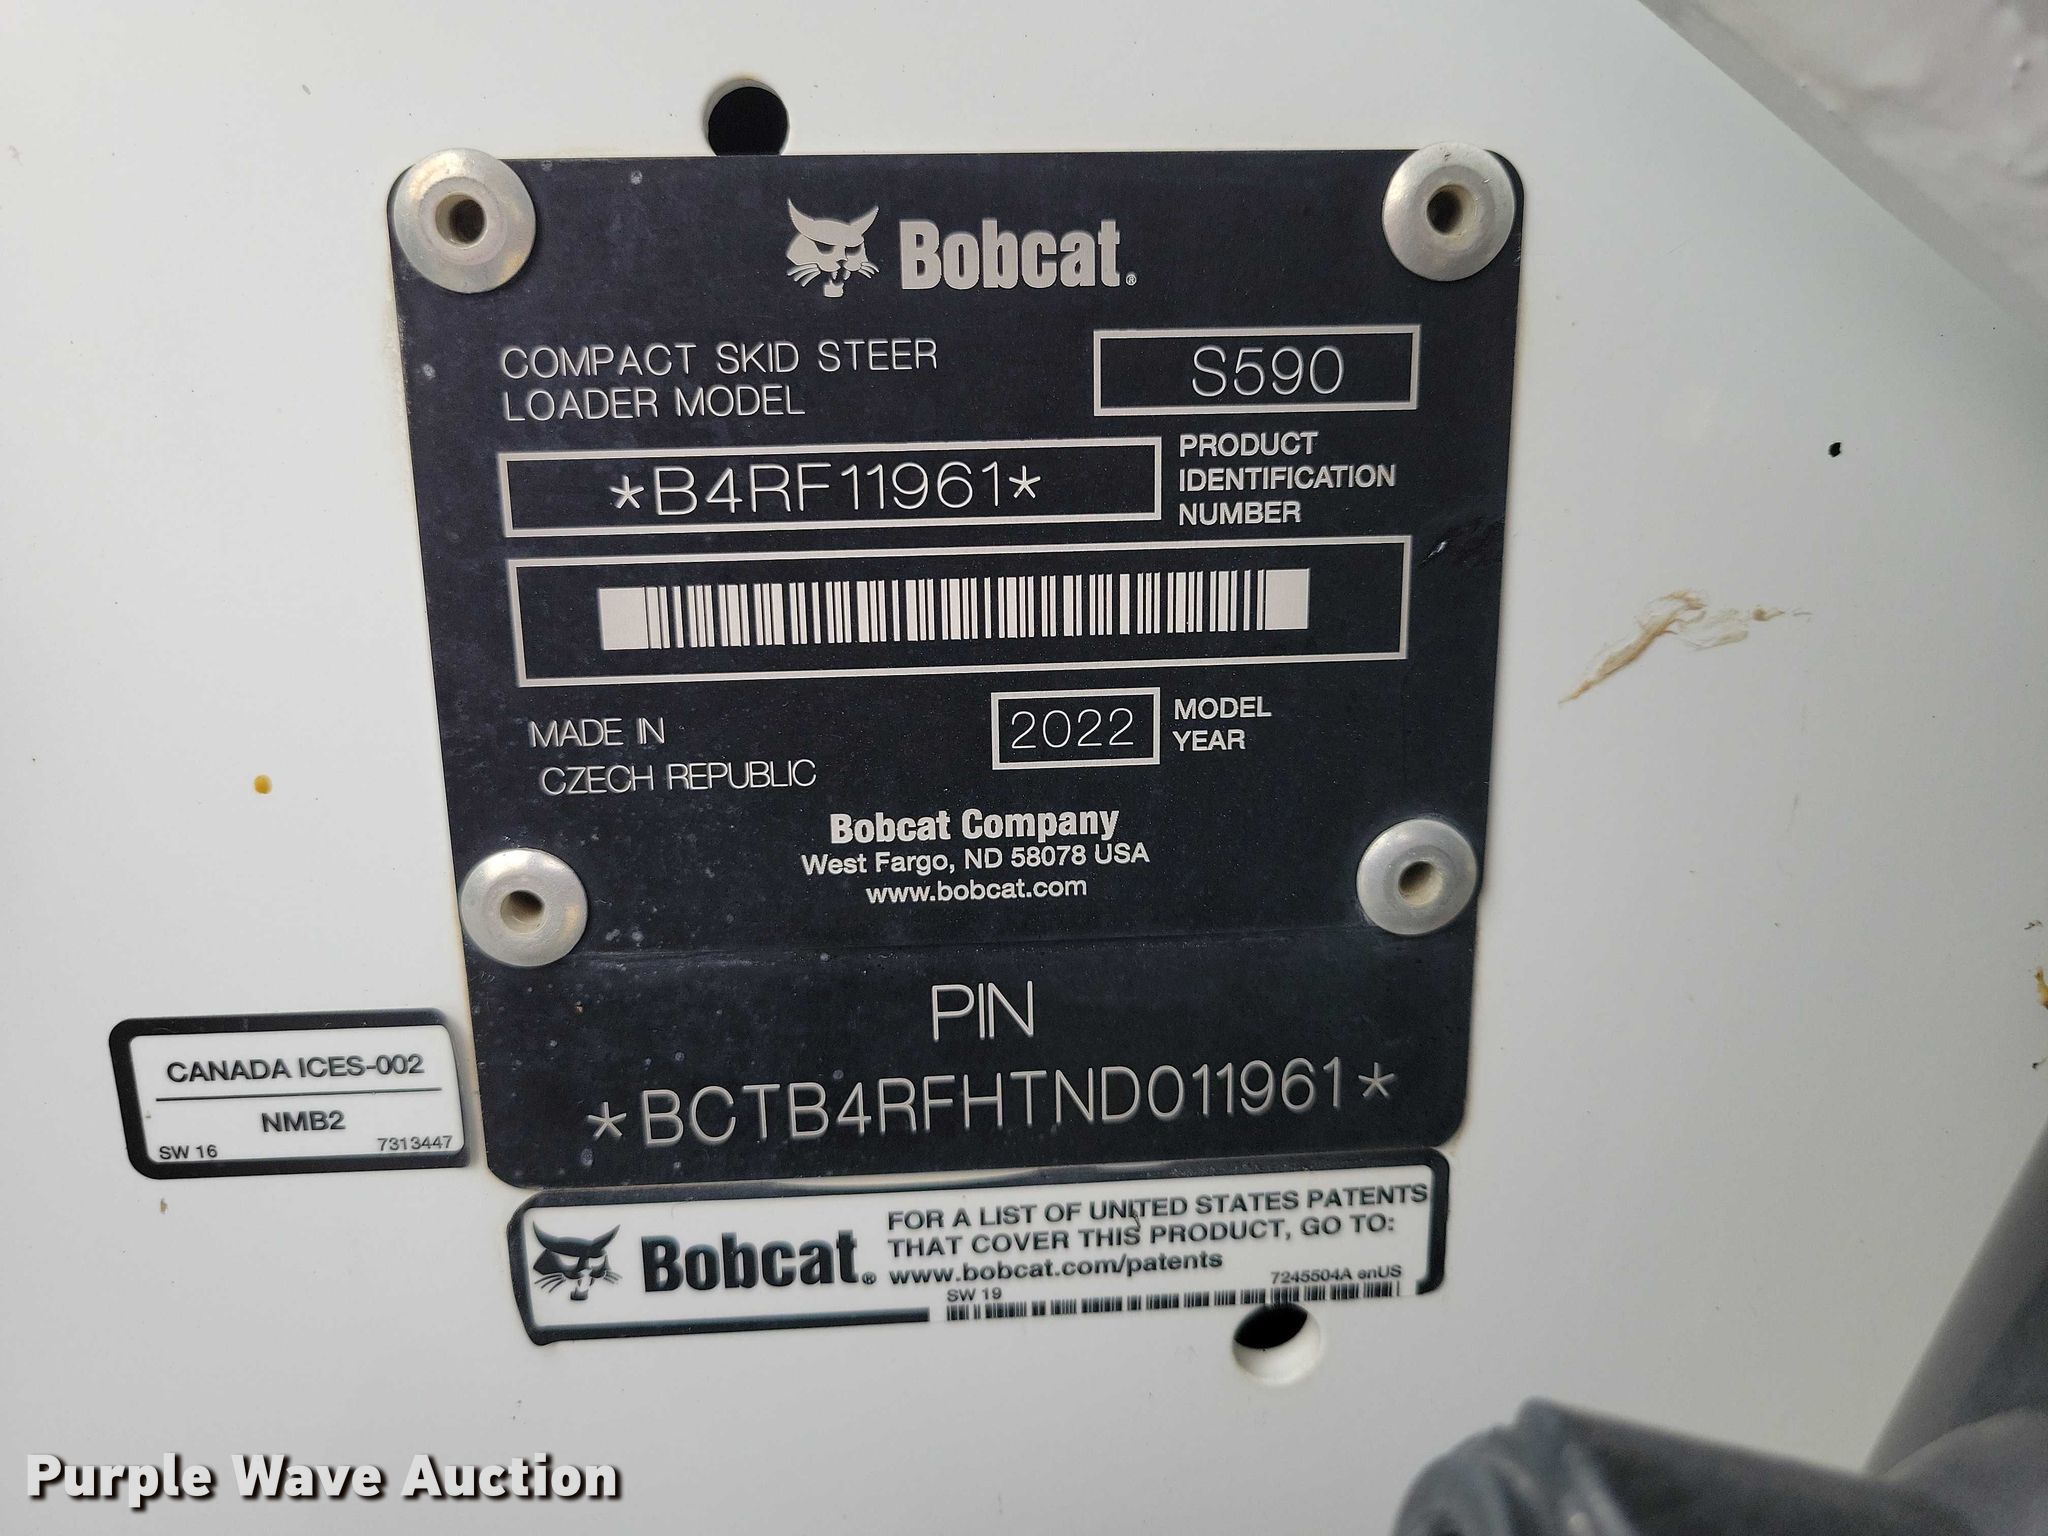 Bobcat®
COMPACT SKID STEER
LOADER MODEL
S590
*B4RF11961*
PRODUCT
IDENTIFICATION
NUMBER
MADE IN
CZECH REPUBLIC
2022
MODEL
YEAR
Bobcat Company
West Fargo, ND 58078 USA
www.bobcat.com
PIN
*BCTB4RFHTND011961*
CANADA ICES-002
NMB2
SW 16
7313447
Bobcat®
FOR A LIST OF UNITED STATES PATENTS
THAT COVER THIS PRODUCT, GO TO:
www.bobcat.com/patents
7245504A enUS
SW 19
Purple Wave Auction